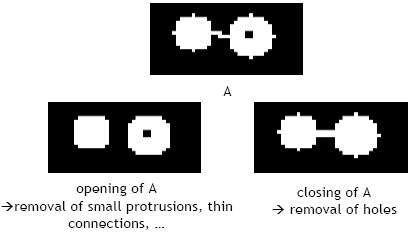 A
opening of A
→removal of small protrusions, thin
connections, …
closing of A
→ removal of holes